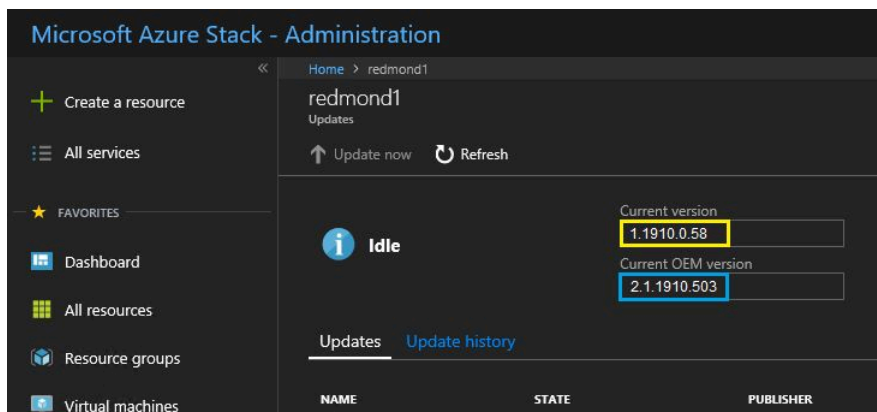 Microsoft Azure Stack - Administration
«
Home > redmond1
Create a resource
redmond1
Updates
All services
Update now Refresh
FAVORITES
Current version
1.1910.0.58
Idle
Dashboard
Current OEM version
2.1.1910.503
All resources
Updates Update history
Resource groups
Virtual machines
NAME STATE PUBLISHER